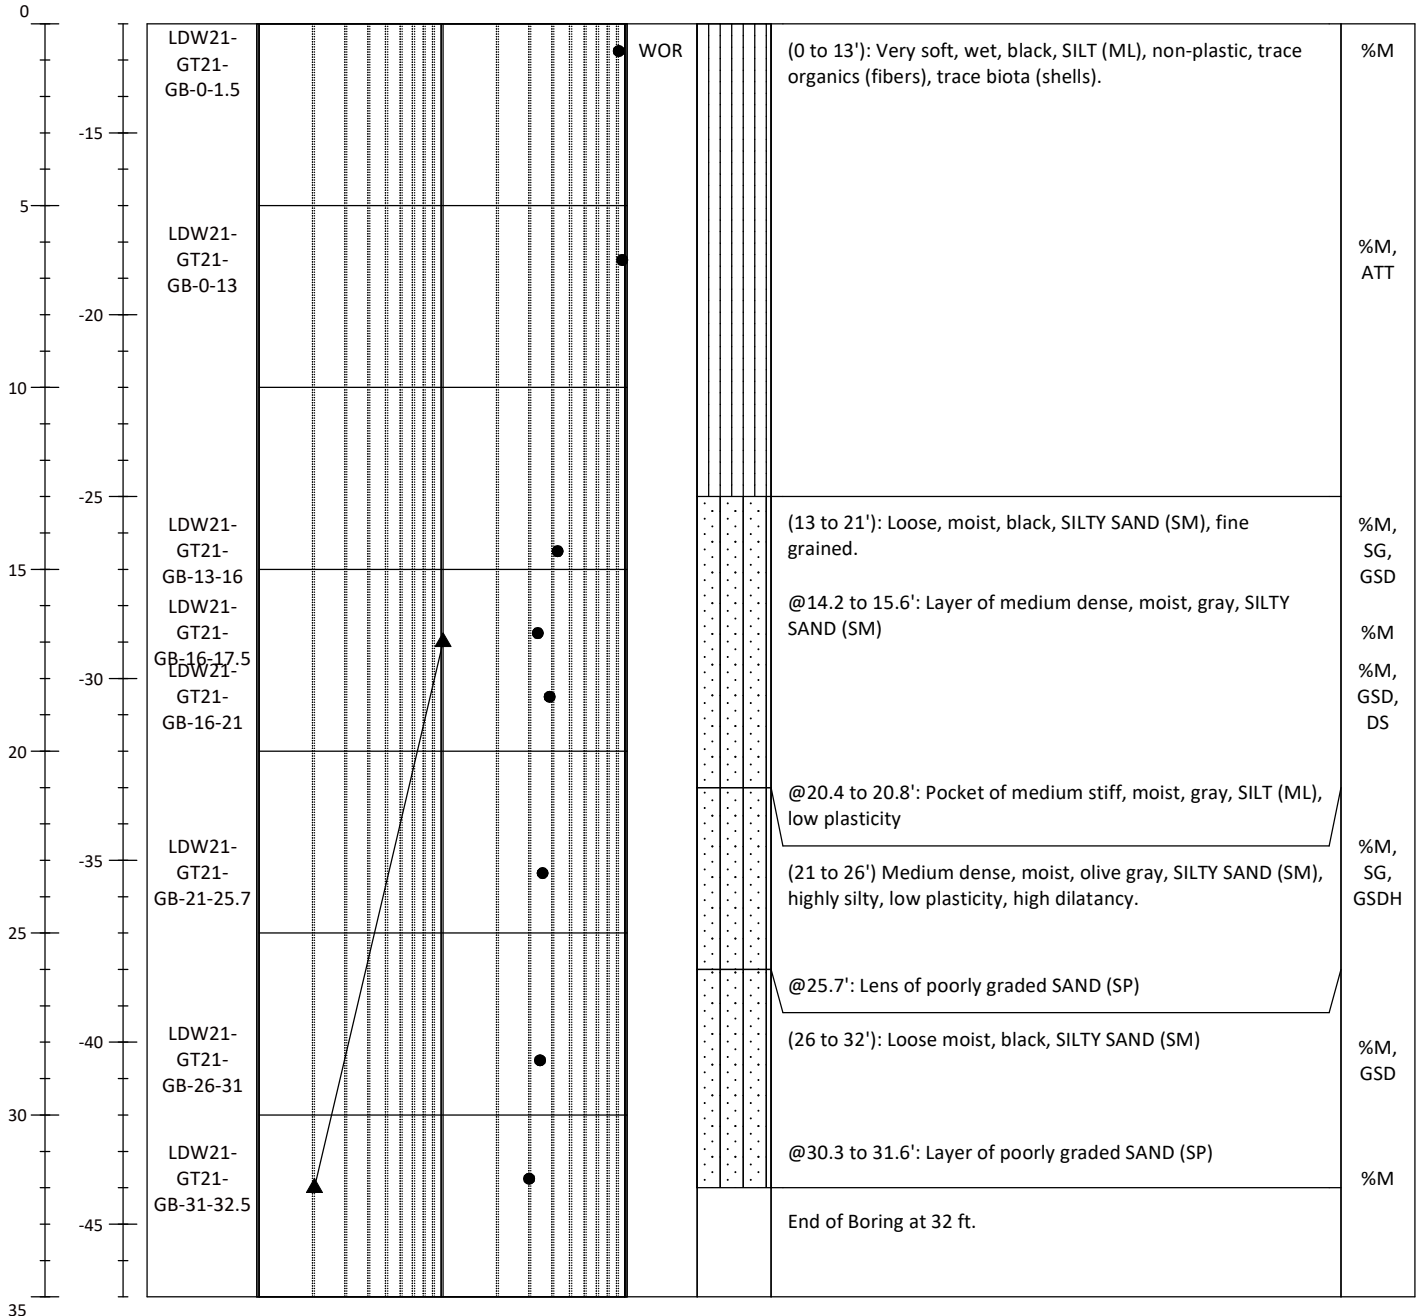 0
LDW21-
GT21-
GB-0-1.5
WOR
(0 to 13'): Very soft, wet, black, SILT (ML), non-plastic, trace
organics (fibers), trace biota (shells).
%M
-15
5
LDW21-
GT21-
GB-0-13
%M,
ATT
-20
10
-25
LDW21-
GT21-
GB-13-16
(13 to 21'): Loose, moist, black, SILTY SAND (SM), fine
grained.
%M,
SG,
GSD
15
LDW21-
GT21-
GB-16-17.5
@14.2 to 15.6': Layer of medium dense, moist, gray, SILTY
SAND (SM)
%M
-30
LDW21-
GT21-
GB-16-21
%M,
GSD,
DS
20
@20.4 to 20.8': Pocket of medium stiff, moist, gray, SILT (ML),
low plasticity
-35
LDW21-
GT21-
GB-21-25.7
(21 to 26') Medium dense, moist, olive gray, SILTY SAND (SM),
highly silty, low plasticity, high dilatancy.
%M,
SG,
GSDH
25
@25.7': Lens of poorly graded SAND (SP)
-40
LDW21-
GT21-
GB-26-31
(26 to 32'): Loose moist, black, SILTY SAND (SM)
%M,
GSD
30
LDW21-
GT21-
GB-31-32.5
@30.3 to 31.6': Layer of poorly graded SAND (SP)
%M
-45
End of Boring at 32 ft.
35